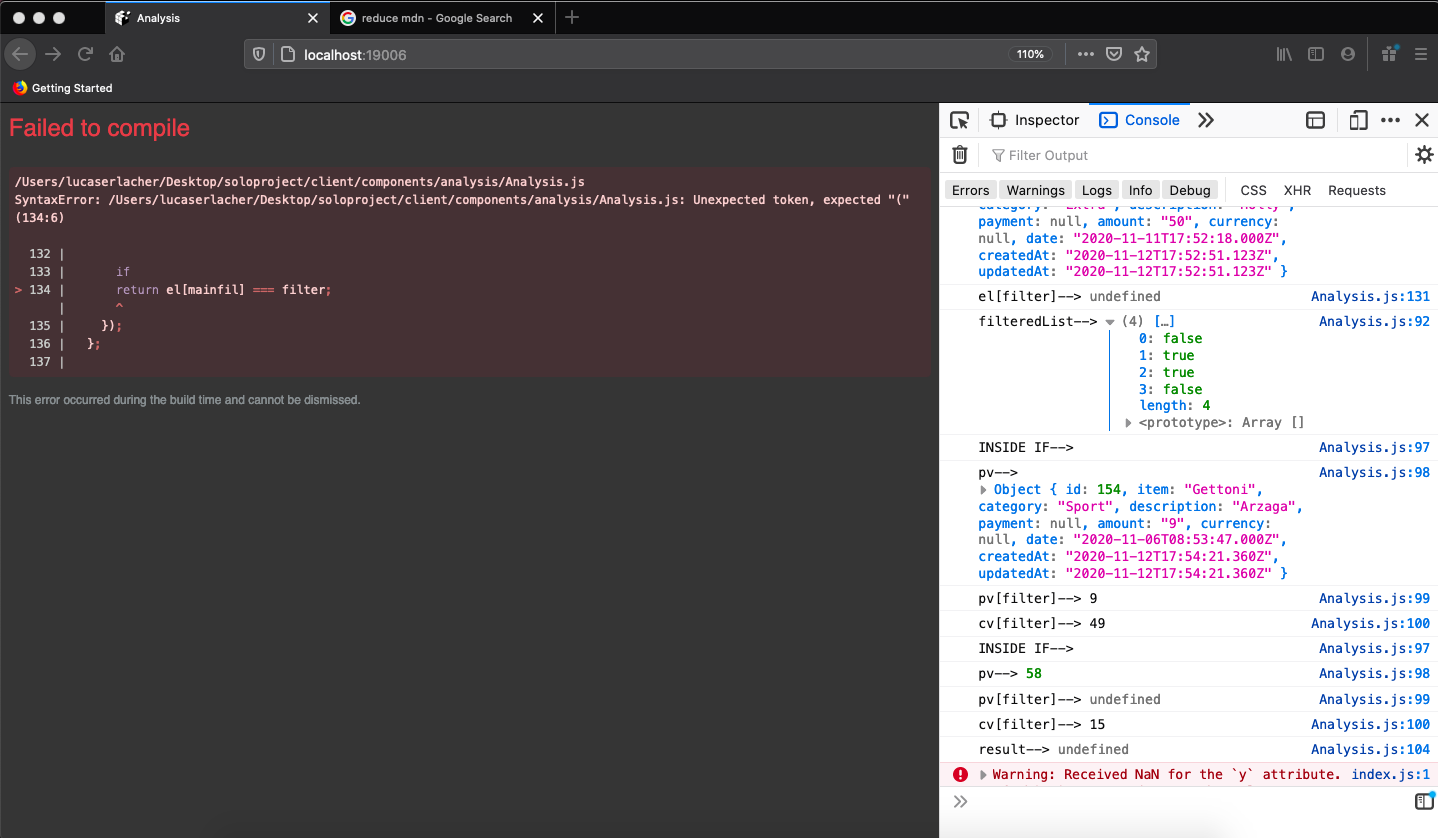 Analysis
reduce mdn - Google Search
localhost:19006
110%
Getting Started
Failed to compile
/Users/lucaserlacher/Desktop/soloproject/client/components/analysis/Analysis.js
SyntaxError: /Users/lucaserlacher/Desktop/soloproject/client/components/analysis/Analysis.js: Unexpected token, expected "("
(134:6)
132 |
133 | if
> 134 | return el[mainfil] === filter;
| ^
135 | });
136 | };
137 |
This error occurred during the build time and cannot be dismissed.
Inspector
Console
Filter Output
Errors Warnings Logs Info Debug CSS XHR Requests
category: "Extra", description: "Molly",
payment: null, amount: "50", currency:
null, date: "2020-11-11T17:52:18.000Z",
createdAt: "2020-11-12T17:52:51.123Z",
updatedAt: "2020-11-12T17:52:51.123Z" }
el[filter]--> undefined Analysis.js:131
filteredList--> (4) […] Analysis.js:92
0: false
1: true
2: true
3: false
length: 4
<prototype>: Array []
INSIDE IF--> Analysis.js:97
pv--> Analysis.js:98
Object { id: 154, item: "Gettoni",
category: "Sport", description: "Arzaga",
payment: null, amount: "9", currency:
null, date: "2020-11-06T08:53:47.000Z",
createdAt: "2020-11-12T17:54:21.360Z",
updatedAt: "2020-11-12T17:54:21.360Z" }
pv[filter]--> 9 Analysis.js:99
cv[filter]--> 49 Analysis.js:100
INSIDE IF--> Analysis.js:97
pv--> 58 Analysis.js:98
pv[filter]--> undefined Analysis.js:99
cv[filter]--> 15 Analysis.js:100
result--> undefined Analysis.js:104
Warning: Received NaN for the `y` attribute. index.js:1